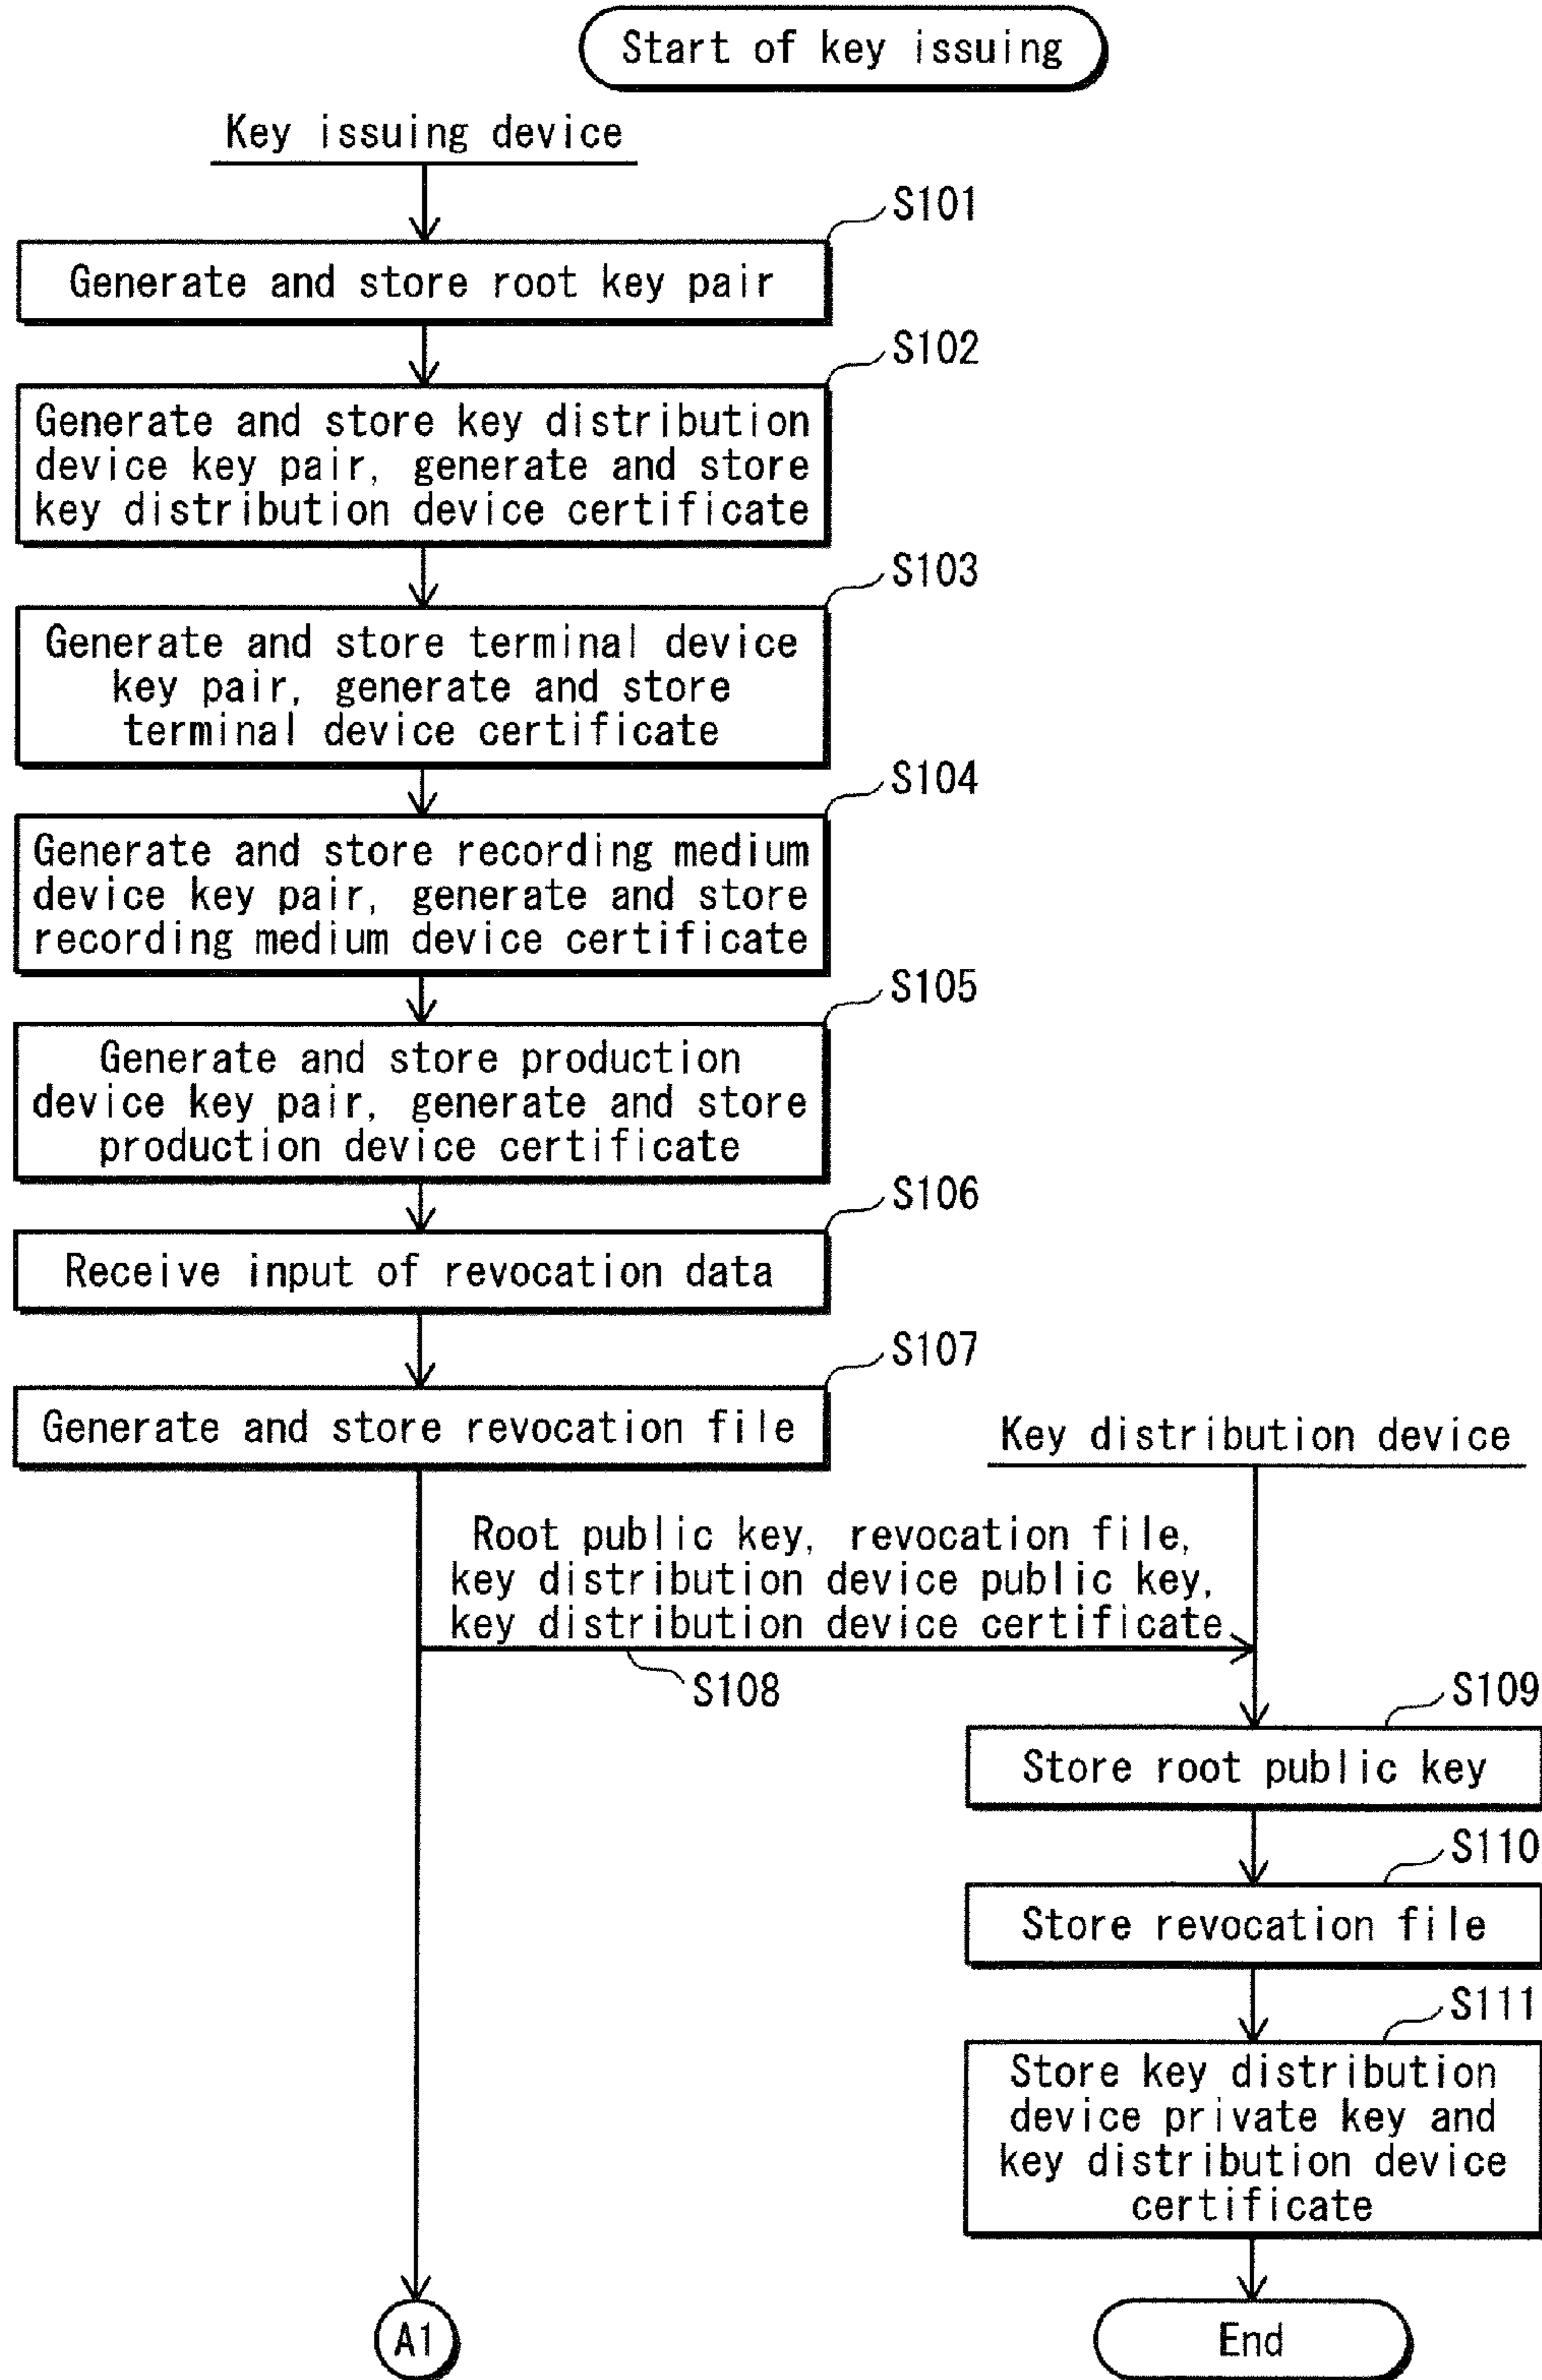 Start of key issuing
Key issuing device
S101
Generate and store root key pair
S102
Generate and store key distribution
device key pair, generate and store
key distribution device certificate
S103
Generate and store terminal device
key pair, generate and store
terminal device certificate
S104
Generate and store recording medium
device key pair, generate and store
recording medium device certificate
S105
Generate and store production
device key pair, generate and store
production device certificate
S106
Receive input of revocation data
S107
Generate and store revocation file
Key distribution device
Root public key, revocation file,
key distribution device public key,
key distribution device certificate
S108
S109
Store root public key
S110
Store revocation file
S111
Store key distribution
device private key and
key distribution device
certificate
A1
End